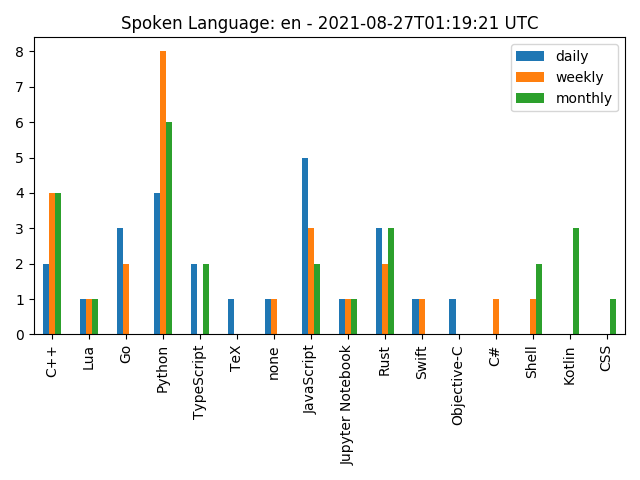 Spoken Language: en - 2021-08-27T01:19:21 UTC
daily
weekly
monthly
8
7
6
5
4
3
2
1
0
C++
Lua
Go
Python
TypeScript
TeX
none
JavaScript
Jupyter Notebook
Rust
Swift
Objective-C
C#
Shell
Kotlin
CSS